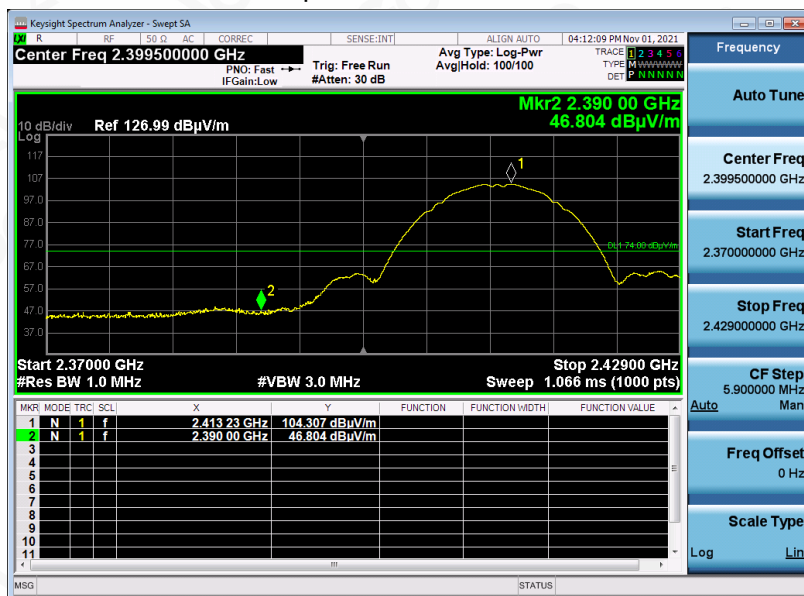 Keysight Spectrum Analyzer - Swept SA
LXI R RF 50 Ω AC CORREC SENSE:INT ALIGN AUTO 04:12:09 PM Nov 01, 2021
Center Freq 2.399500000 GHz
PNO: Fast
IFGain:Low
Trig: Free Run
#Atten: 30 dB
Avg Type: Log-Pwr
Avg|Hold: 100/100
TRACE 1 2 3 4 5 6
TYPE M WWWWW
DET P N N N N N
Frequency
Auto Tune
Center Freq
2.399500000 GHz
Start Freq
2.370000000 GHz
Stop Freq
2.429000000 GHz
CF Step
5.900000 MHz
Auto Man
Freq Offset
0 Hz
Scale Type
Log Lin
Mkr2 2.390 00 GHz
46.804 dBµV/m
10 dB/div Ref 126.99 dBµV/m
Log
117
107
97.0
87.0
77.0
67.0
57.0
47.0
37.0
1
2
DL1 74.00 dBµV/m
Start 2.37000 GHz Stop 2.42900 GHz
#Res BW 1.0 MHz #VBW 3.0 MHz Sweep 1.066 ms (1000 pts)
MKR MODE TRC SCL X Y FUNCTION FUNCTION WIDTH FUNCTION VALUE
1 N 1 f 2.413 23 GHz 104.307 dBµV/m
2 N 1 f 2.390 00 GHz 46.804 dBµV/m
3
4
5
6
7
8
9
10
11
MSG STATUS